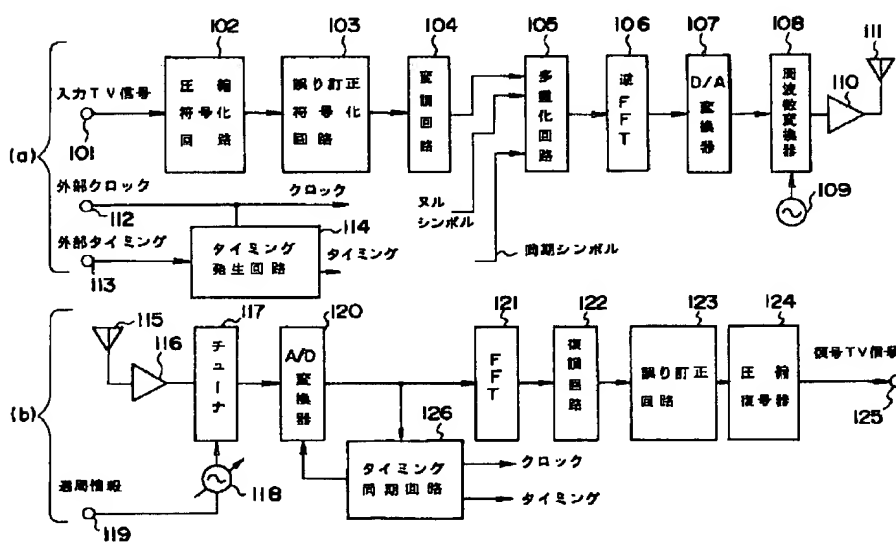 102
103
104
105
106
107
108
111
入力TV信号
圧縮
符号化
回路
誤り訂正
符号化
回路
変調回路
多重化回路
逆FFT
D/A
変換器
周波数変換器
110
(a)
101
外部クロック
クロック
ヌル
シンボル
109
112
114
外部タイミング
タイミング
発生回路
タイミング
同期シンボル
113
(b)
115
116
117
120
121
122
123
124
チューナ
A/D
変換器
FFT
復調回路
誤り訂正
回路
圧縮
復号器
復号TV信号
125
126
タイミング
同期回路
クロック
タイミング
118
選局情報
119